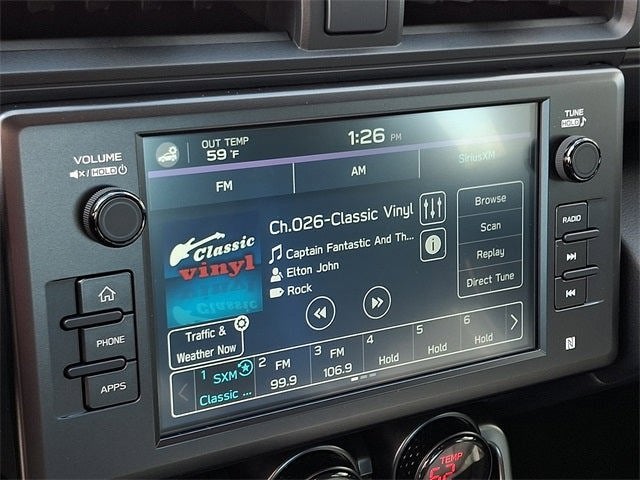 OUT TEMP
59 °F
1:26 PM
TUNE
HOLD
VOLUME
HOLD
FM
AM
SiriusXM
Ch.026-Classic Vinyl
Browse
Classic
vinyl
Captain Fantastic And Th...
Scan
RADIO
Elton John
Replay
Rock
Direct Tune
PHONE
APPS
Traffic &
Weather Now
1 SXM
Classic ...
2 FM
99.9
3 FM
106.9
4
Hold
5
Hold
6
Hold
N
TEMP
62